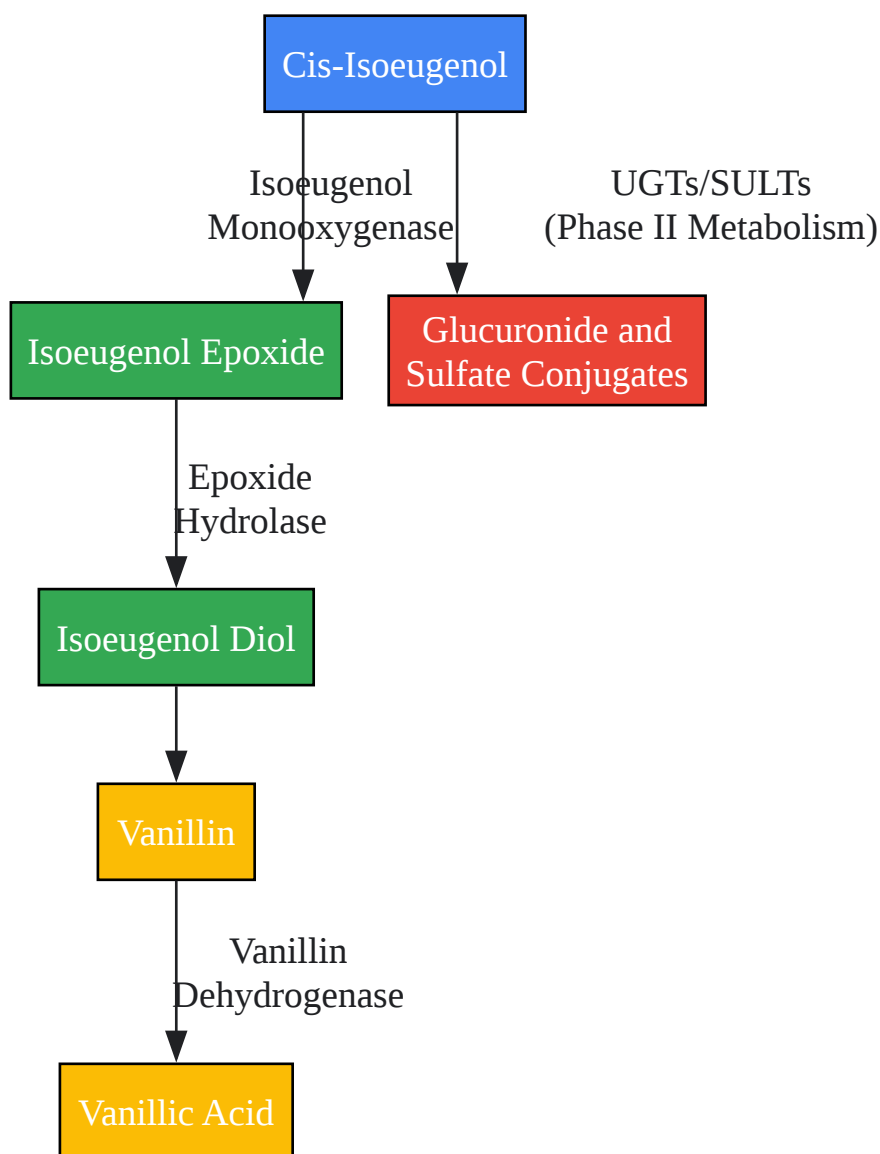 Cis-Isoeugenol
Isoeugenol
Monooxygenase
UGTs/SULTs
(Phase II Metabolism)
Isoeugenol Epoxide
Glucuronide and
Sulfate Conjugates
Epoxide
Hydrolase
Isoeugenol Diol
Vanillin
Vanillin
Dehydrogenase
Vanillic Acid